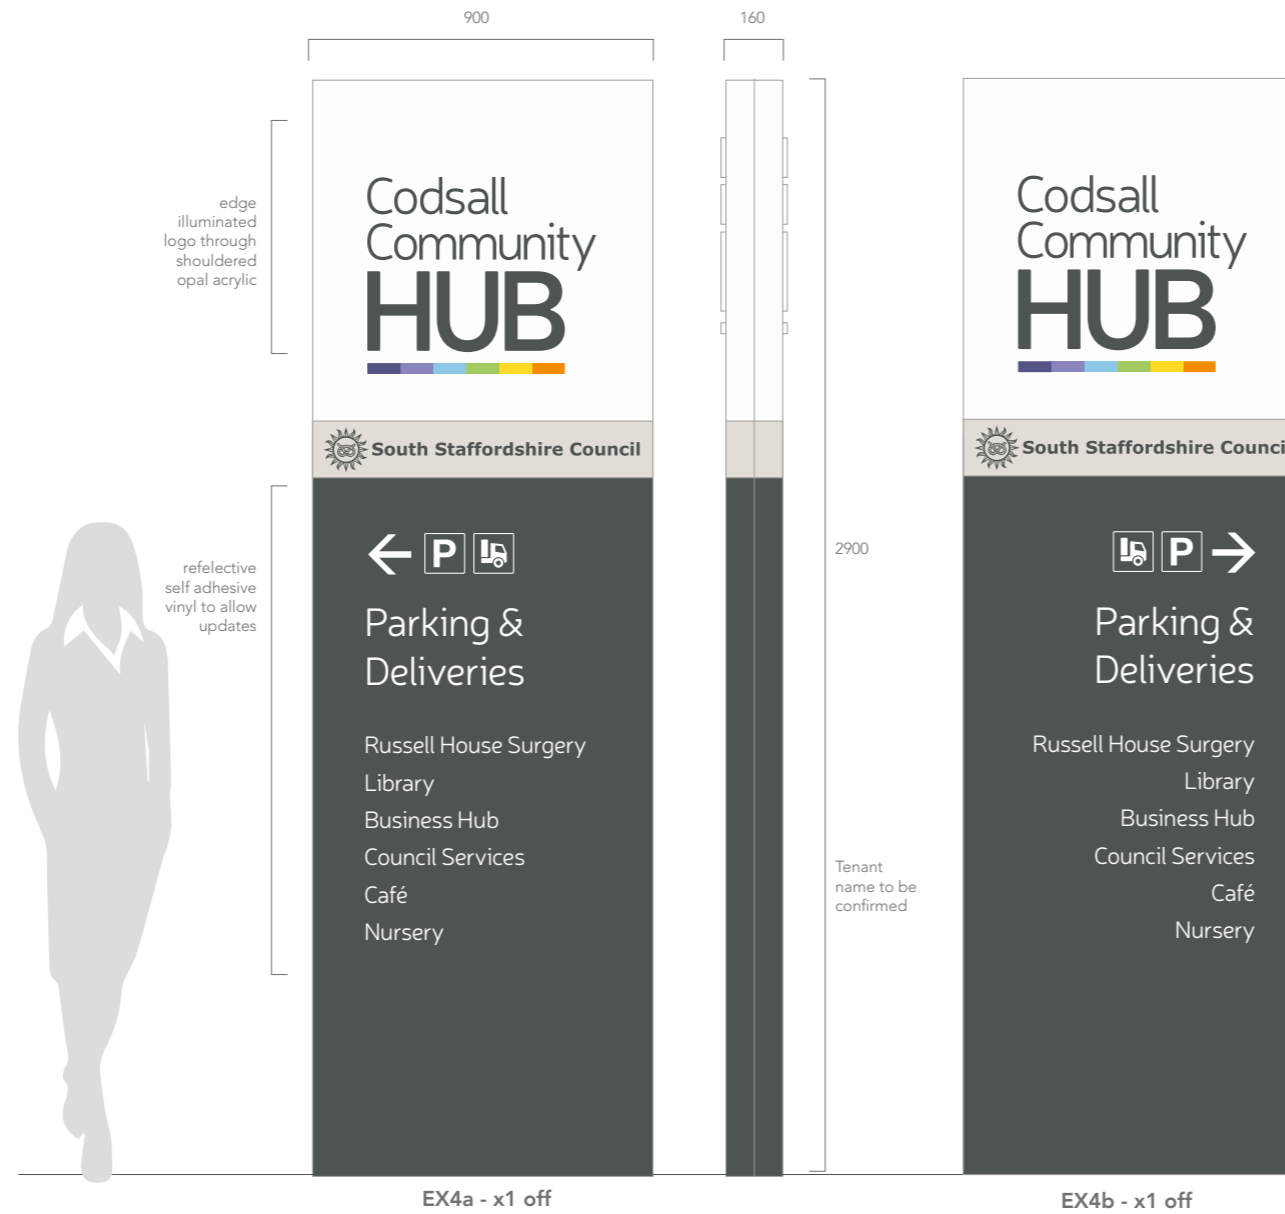 900
160
edge
illuminated
logo through
shouldered
opal acrylic
Codsall
Community
HUB
South Staffordshire Council
refelective
self adhesive
vinyl to allow
updates
P
Parking &
Deliveries
Russell House Surgery
Library
Business Hub
Council Services
Café
Nursery
EX4a - x1 off
2900
Tenant
name to be
confirmed
Codsall
Community
HUB
South Staffordshire Counci
P
Parking &
Deliveries
Russell House Surgery
Library
Business Hub
Council Services
Café
Nursery
EX4b - x1 off